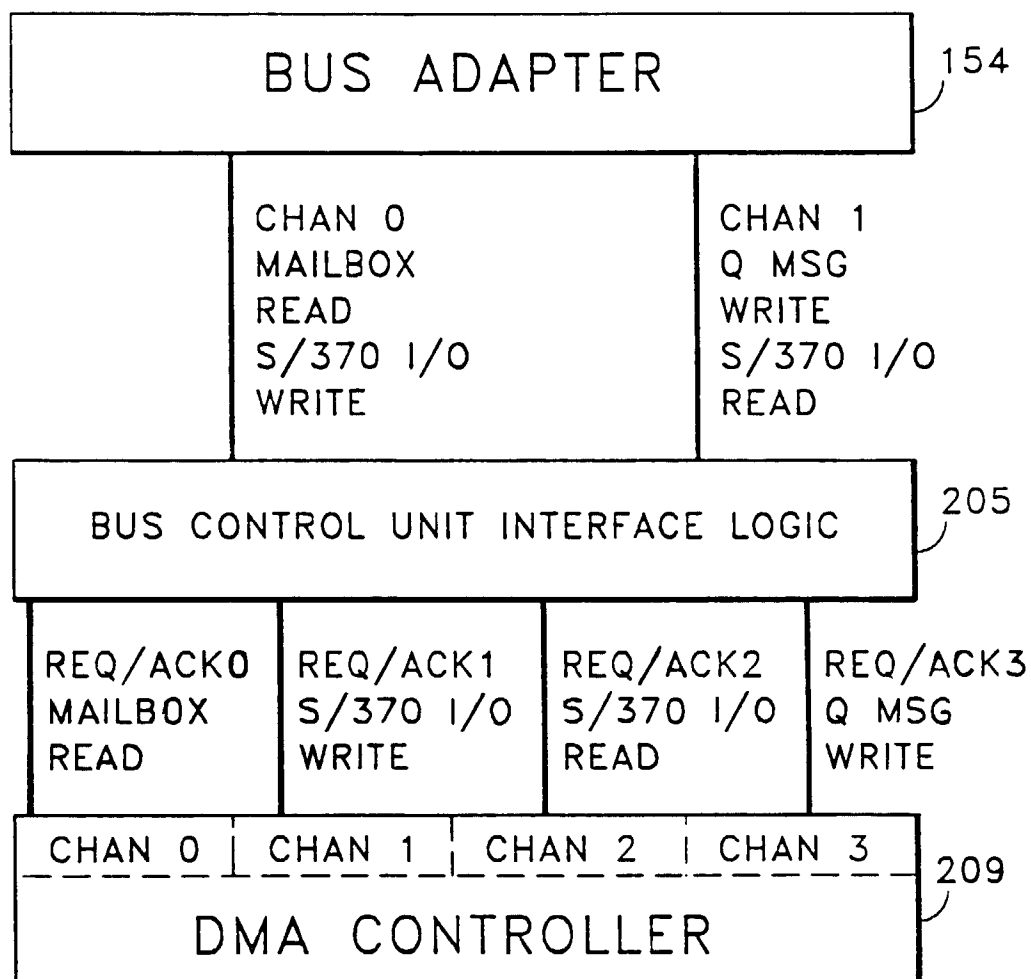 BUS ADAPTER
154
CHAN 0
MAILBOX
READ
S/370 I/O
WRITE
CHAN 1
Q MSG
WRITE
S/370 I/O
READ
BUS CONTROL UNIT INTERFACE LOGIC
205
REQ/ACK0
MAILBOX
READ
REQ/ACK1
S/370 I/O
WRITE
REQ/ACK2
S/370 I/O
READ
REQ/ACK3
Q MSG
WRITE
CHAN 0
CHAN 1
CHAN 2
CHAN 3
209
DMA CONTROLLER